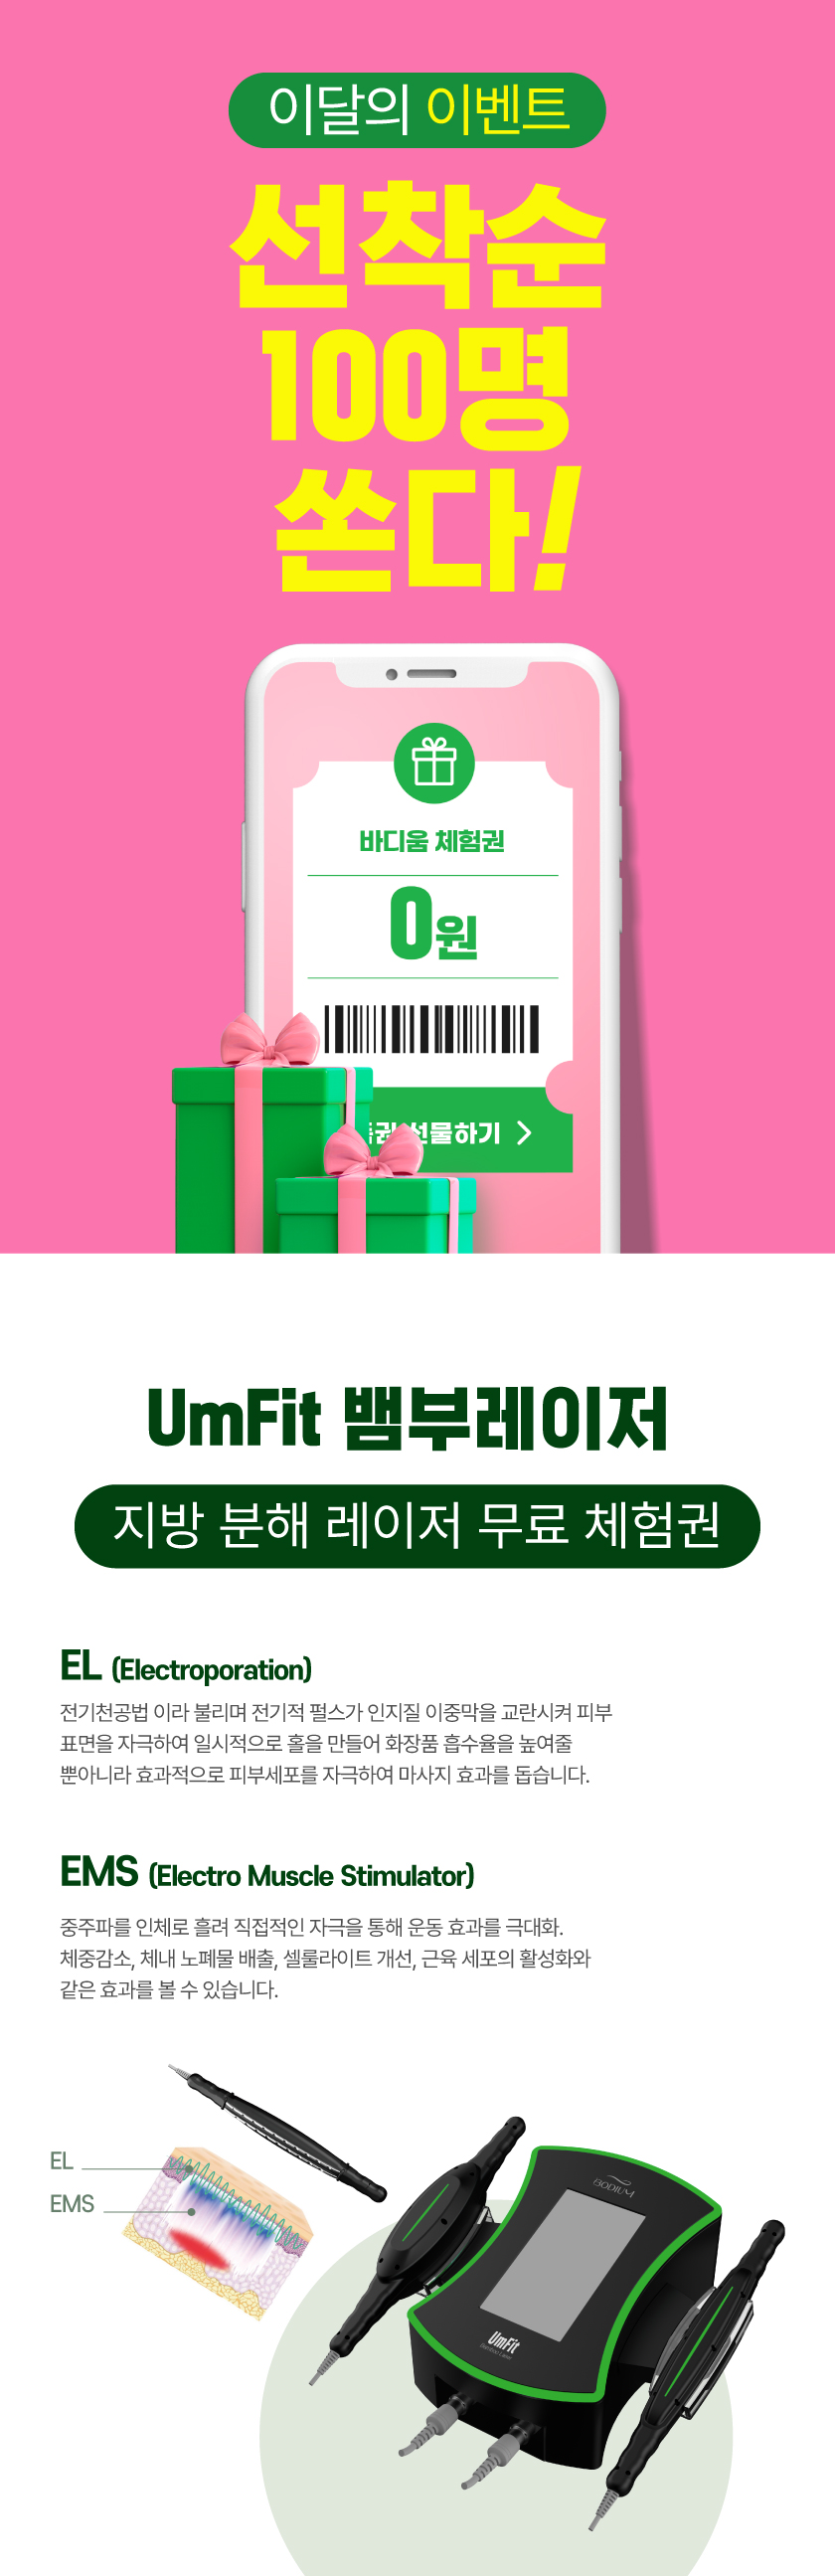 이달의 이벤트
선착순
100명
쏜다!
바디움 체험권
0원
선물하기
UmFit 뱀부레이저
지방 분해 레이저 무료 체험권
EL (Electroporation)
전기천공법 이라 불리며 전기적 펄스가 인지질 이중막을 교란시켜 피부
표면을 자극하여 일시적으로 홀을 만들어 화장품 흡수율을 높여줄
뿐아니라 효과적으로 피부세포를 자극하여 마사지 효과를 돕습니다.
EMS (Electro Muscle Stimulator)
중주파를 인체로 흘려 직접적인 자극을 통해 운동 효과를 극대화.
체중감소, 체내 노폐물 배출, 셀룰라이트 개선, 근육 세포의 활성화와
같은 효과를 볼 수 있습니다.
EL
EMS
BODIUM
UmFit